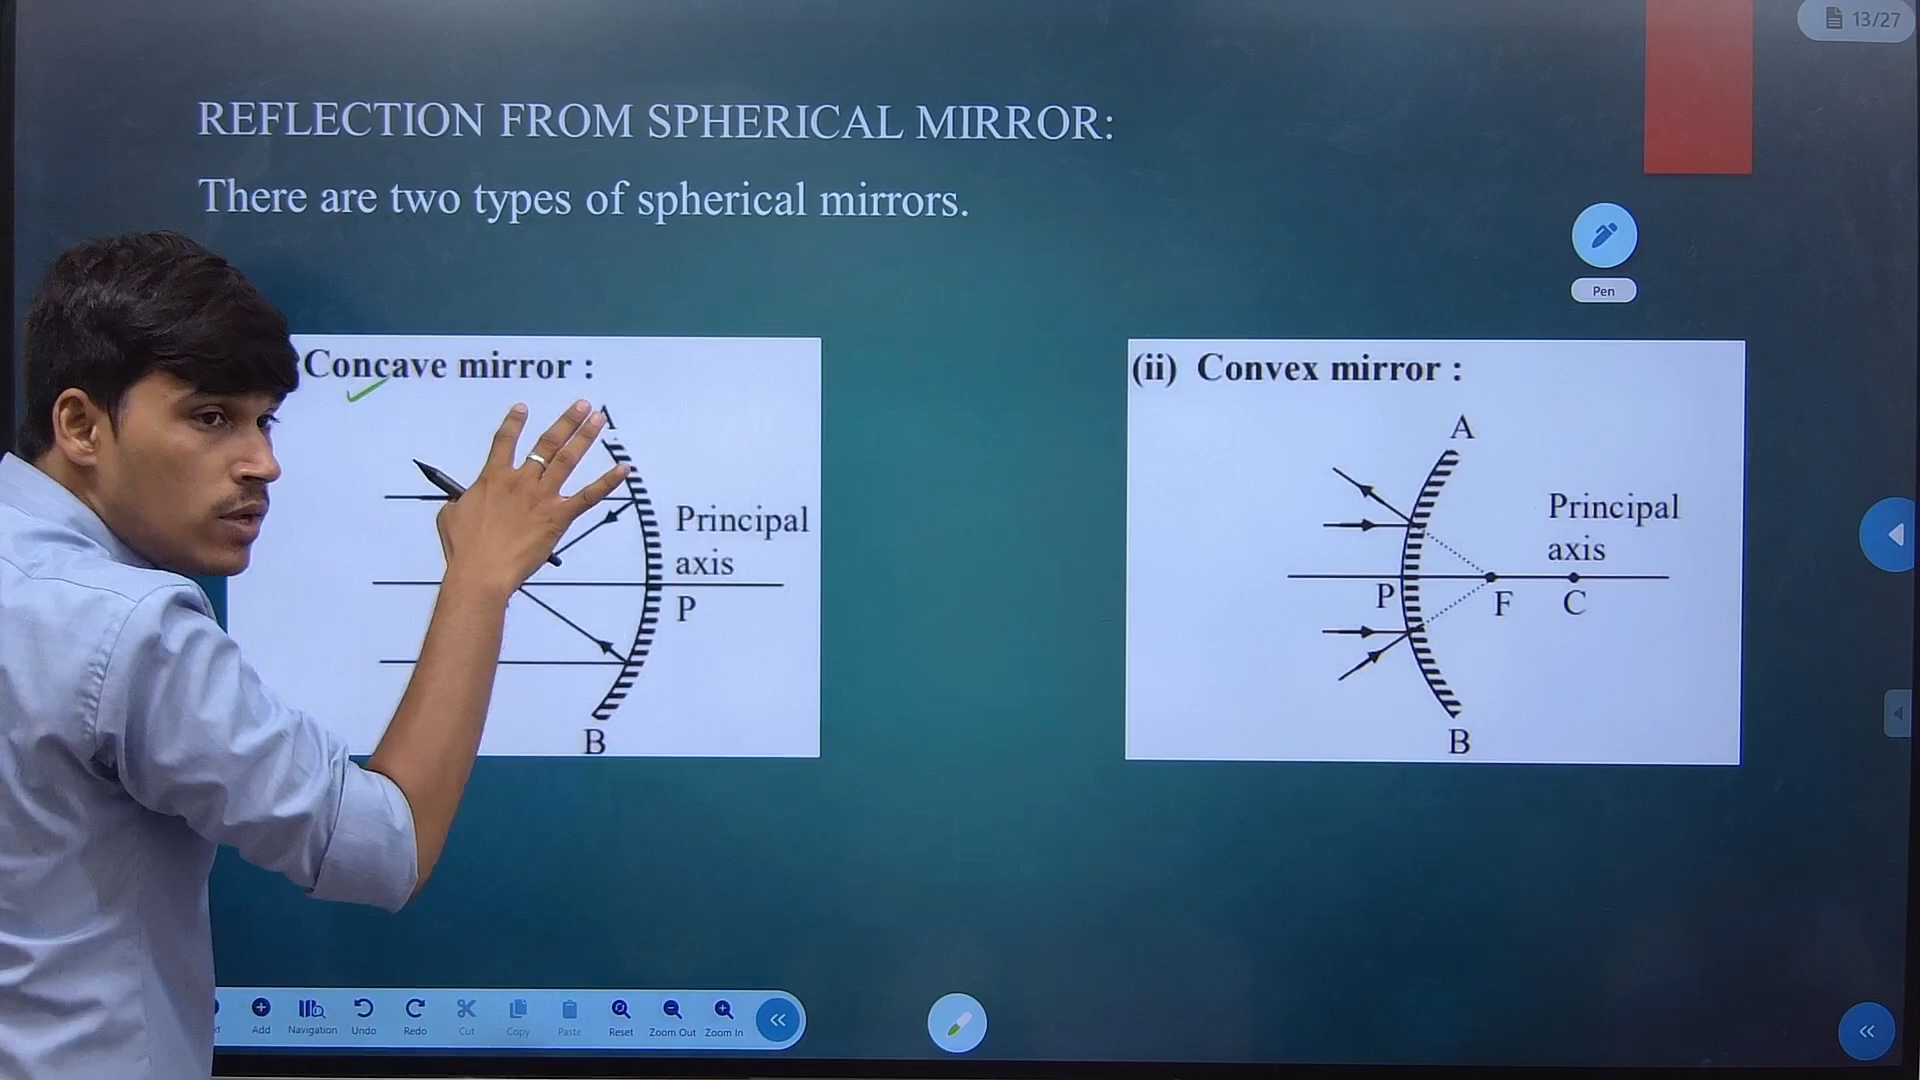 13/27
REFLECTION FROM SPHERICAL MIRROR:
There are two types of spherical mirrors.
Pen
Concave mirror :
A
Principal
axis
P
B
(ii) Convex mirror :
A
Principal
axis
P
F
C
B
Add
Navigation
Undo
Redo
Cut
Copy
Paste
Reset
Zoom Out
Zoom In